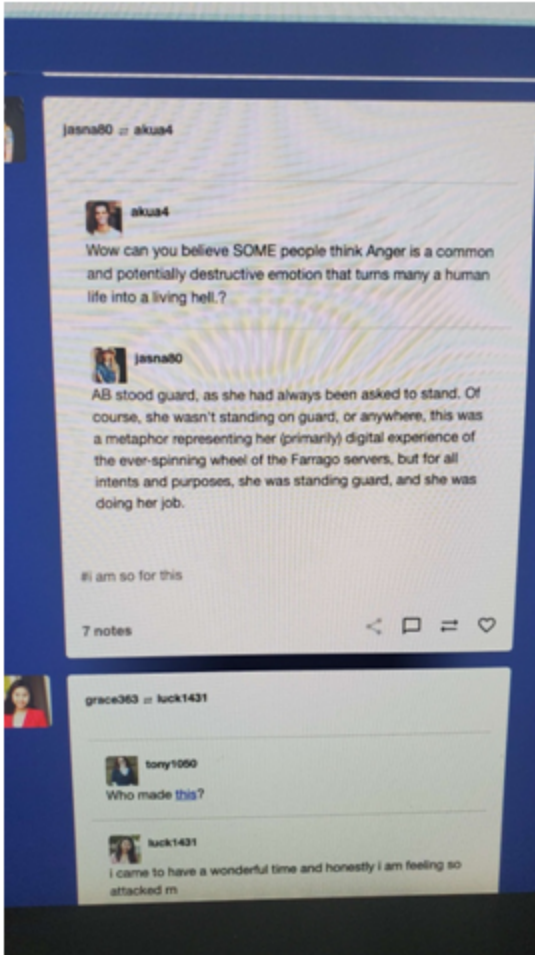 jasna80 ⇄ akua4
akua4
Wow can you believe SOME people think Anger is a common
and potentially destructive emotion that turns many a human
life into a living hell.?
jasna80
AB stood guard, as she had always been asked to stand. Of
course, she wasn't standing on guard, or anywhere, this was
a metaphor representing her (primarily) digital experience of
the ever-spinning wheel of the Farrago servers, but for all
intents and purposes, she was standing guard, and she was
doing her job.
#i am so for this
7 notes
grace363 ⇄ luck1431
tony1050
Who made this?
luck1431
i came to have a wonderful time and honestly i am feeling so
attacked rn